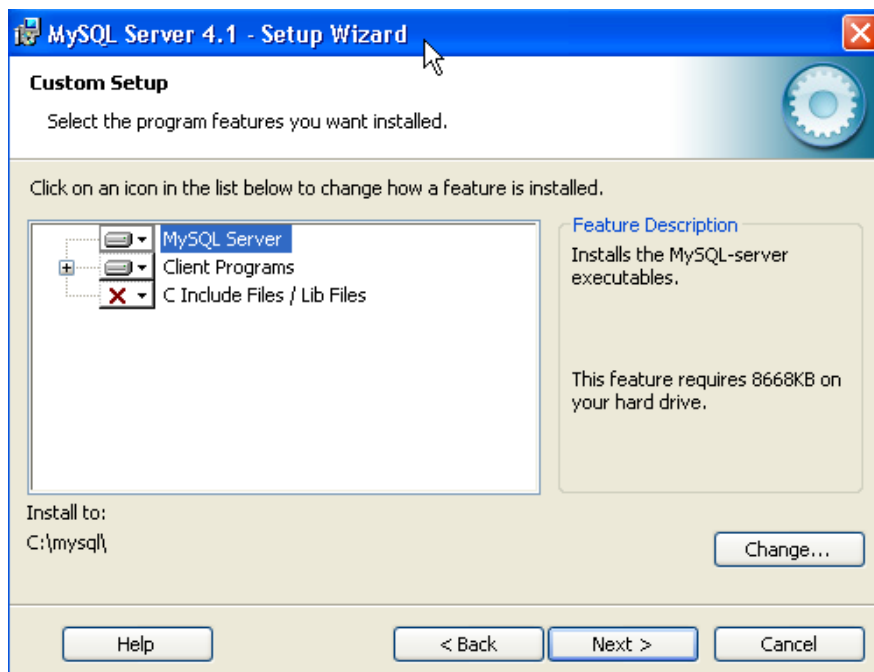 MySQL Server 4.1 - Setup Wizard
Custom Setup
Select the program features you want installed.
Click on an icon in the list below to change how a feature is installed.
MySQL Server
Client Programs
C Include Files / Lib Files
Feature Description
Installs the MySQL-server
executables.
This feature requires 8668KB on
your hard drive.
Install to:
C:\mysql\
Change...
Help
< Back
Next >
Cancel